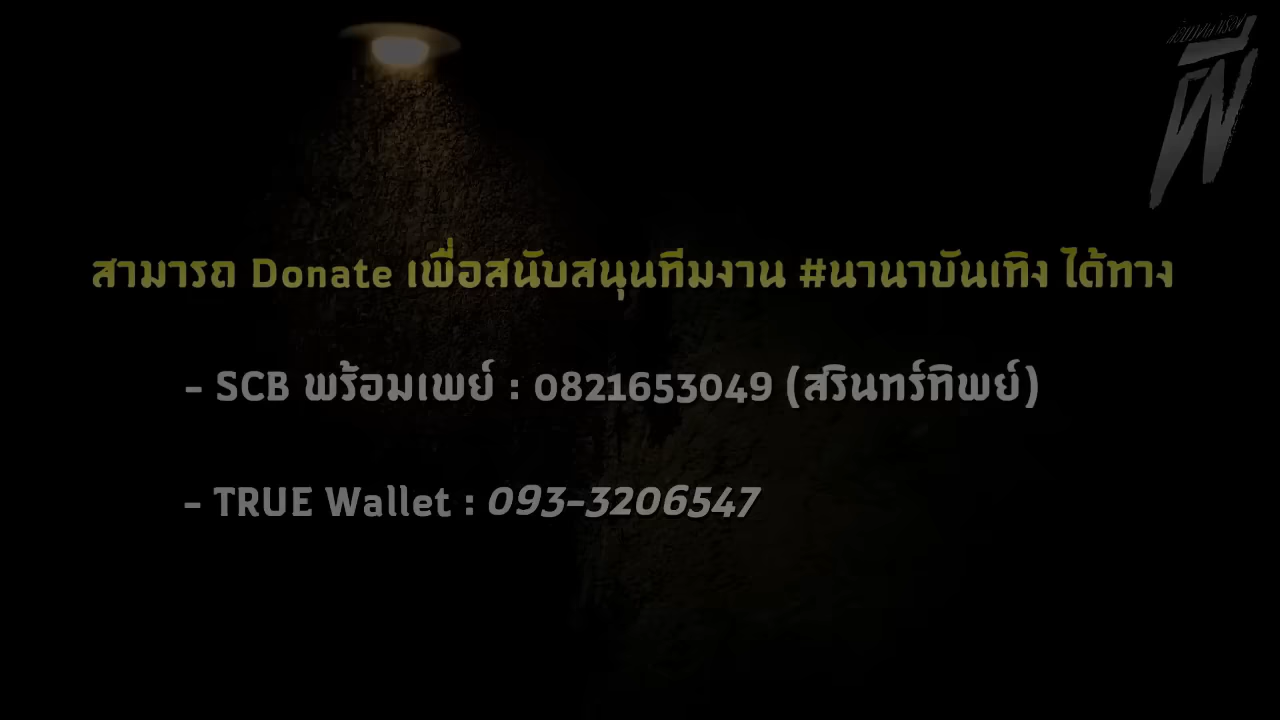 ผี
สามารถ Donate เพื่อสนับสนุนทีมงาน #นานาบันเทิง ได้ทาง
- SCB พร้อมเพย์ : 0821653049 (สรินทร์ทิพย์)
- TRUE Wallet : 093-3206547